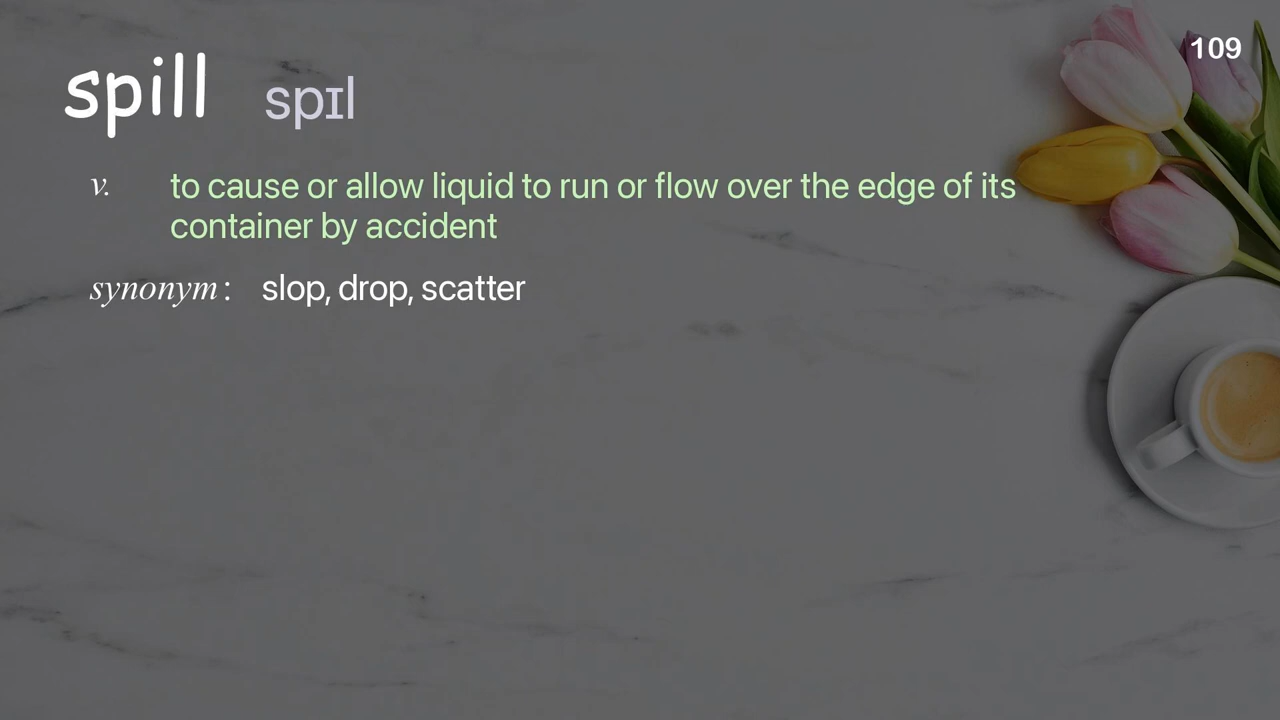 109
spill spɪl
v. to cause or allow liquid to run or flow over the edge of its
container by accident
synonym : slop, drop, scatter